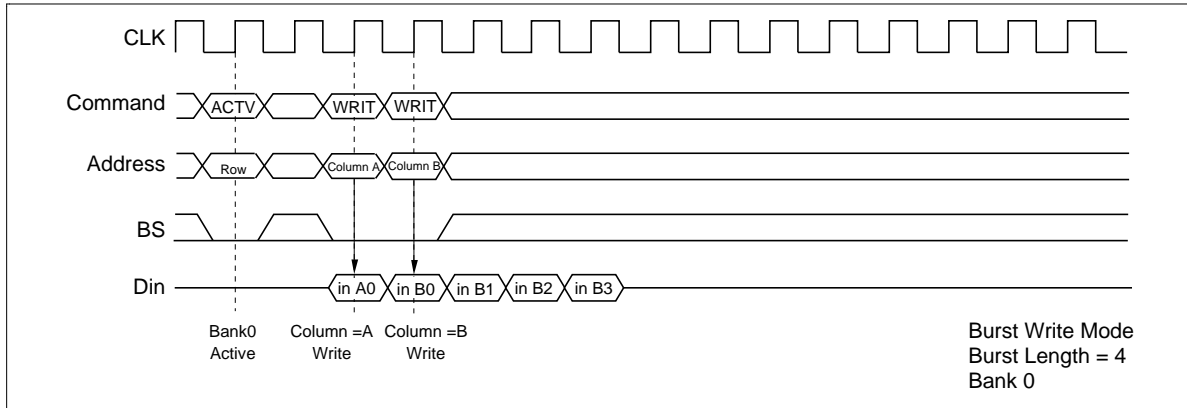 CLK
Command ACTV WRIT WRIT
Address Row Column A Column B
BS
Din in A0 in B0 in B1 in B2 in B3
Bank0 Column =A Column =B
Active Write Write
Burst Write Mode
Burst Length = 4
Bank 0